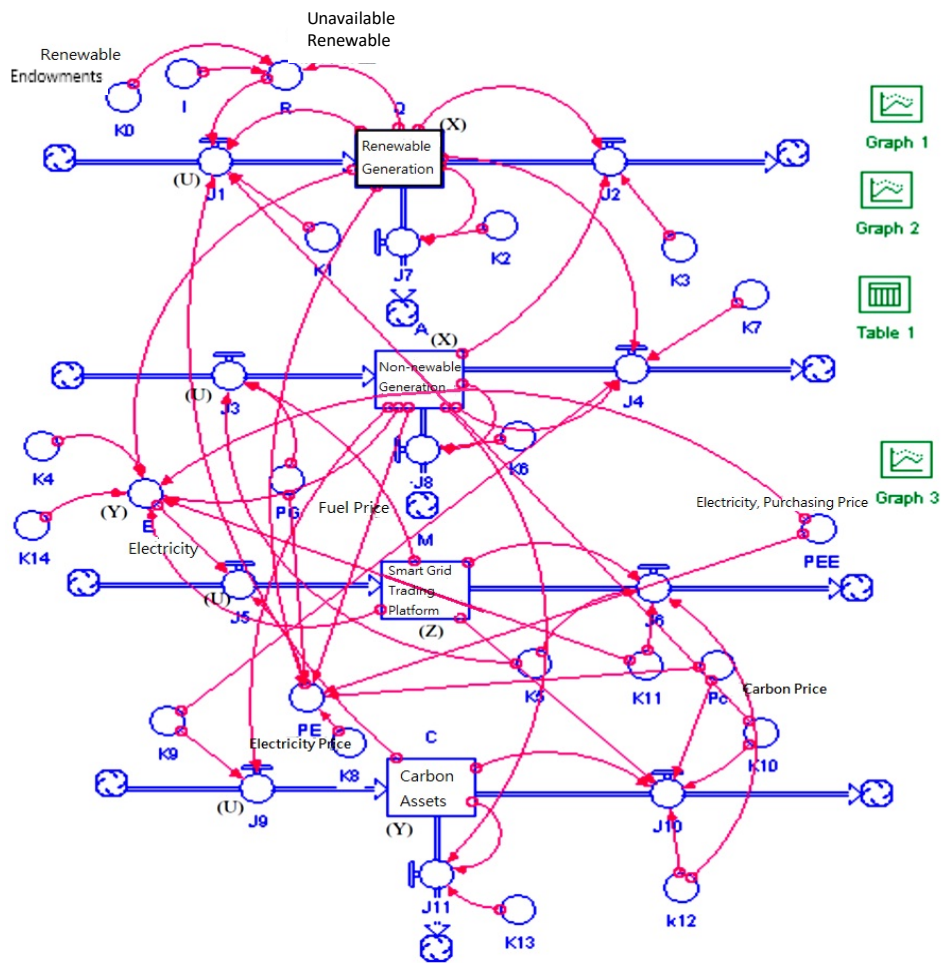 Unavailable
Renewable
Renewable
Endowments
I
R
Q
(X)
K0
Graph 1
Renewable
Generation
(U)
J1
J2
K1
K2
K3
Graph 2
J7
A
(X)
K7
Table 1
Non-newable
Generation
(U)
J3
J4
K4
K6
J8
K14
(Y)
E
PG
Fuel Price
M
Electricity, Purchasing Price
Graph 3
PEE
Electricity
Smart Grid
Trading
Platform
(U)
J5
(Z)
J6
K5
K11
Pc
Carbon Price
K9
PE
Electricity Price
K8
C
K10
Carbon
Assets
(U)
J9
(Y)
J10
J11
K13
k12